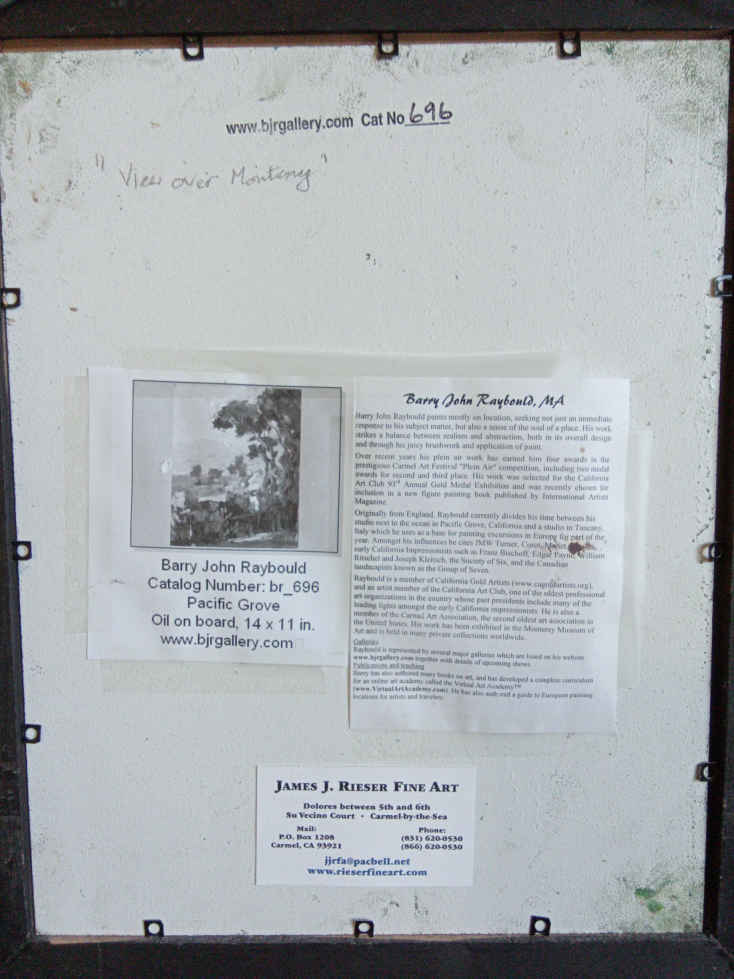 www.bjrgallery.com Cat No 696
"View over Monterey"
Barry John Raybould
Catalog Number: br_696
Pacific Grove
Oil on board, 14 x 11 in.
www.bjrgallery.com
Barry John Raybould, MA
Barry John Raybould paints mostly on location, seeking not just an immediate
response to his subject matter, but also a sense of the soul of a place. His work
strikes a balance between realism and abstraction, both in its overall design
and through his juicy brushwork and application of paint.
Over recent years his plein air work has earned him four awards in the
prestigious Carmel Art Festival "Plein Air" competition, including two medal
awards for second and third place. His work was selected for the California
Art Club 93rd Annual Gold Medal Exhibition and was recently chosen for
inclusion in a new figure painting book published by International Artist
Magazine.
Originally from England, Raybould currently divides his time between his
studio next to the ocean in Pacific Grove, California and a studio in Tuscany,
Italy which he uses as a base for painting excursions in Europe for part of the
year. Amongst his influences he cites JMW Turner, Corot, William
early California Impressionists such as Franz Bischoff, Edgar Payne,
Ritschel and Joseph Kleitsch, the Society of Six, and the Canadian
landscapists known as the Group of Seven.
Raybould is a member of California Gold Artists (www.cagoldartists.org),
and an artist member of the California Art Club, one of the oldest professional
art organizations in the country whose past presidents include many of the
leading lights amongst the early California impressionists. He is also a
member of the Carmel Art Association, the second oldest art association in
the United States. His work has been exhibited in the Monterey Museum of
Art and is held in many private collections worldwide.
Galleries
Raybould is represented by several major galleries which are listed on his website
www.bjrgallery.com together with details of upcoming shows.
Publications and teaching
Barry has also authored many books on art, and has developed a complete curriculum
for an online art academy called the Virtual Art Academy™
(www.VirtualArtAcademy.com). He has also authored a guide to European painting
locations for artists and travelers.
JAMES J. RIESER FINE ART
Dolores between 5th and 6th
Su Vecino Court • Carmel-by-the-Sea
Mail: Phone:
P.O. Box 1208 (831) 620-0530
Carmel, CA 93921 (866) 620-0530
jjrfa@pacbell.net
www.rieserfineart.com